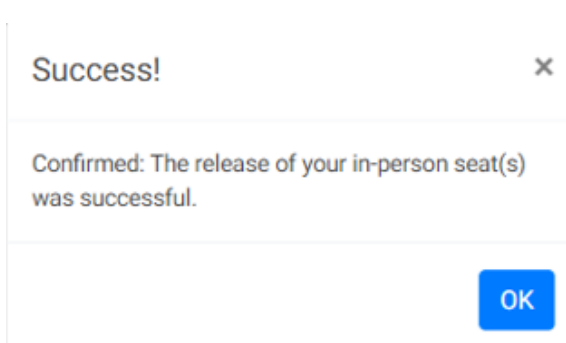 Success! ×
Confirmed: The release of your in-person seat(s)
was successful.
OK